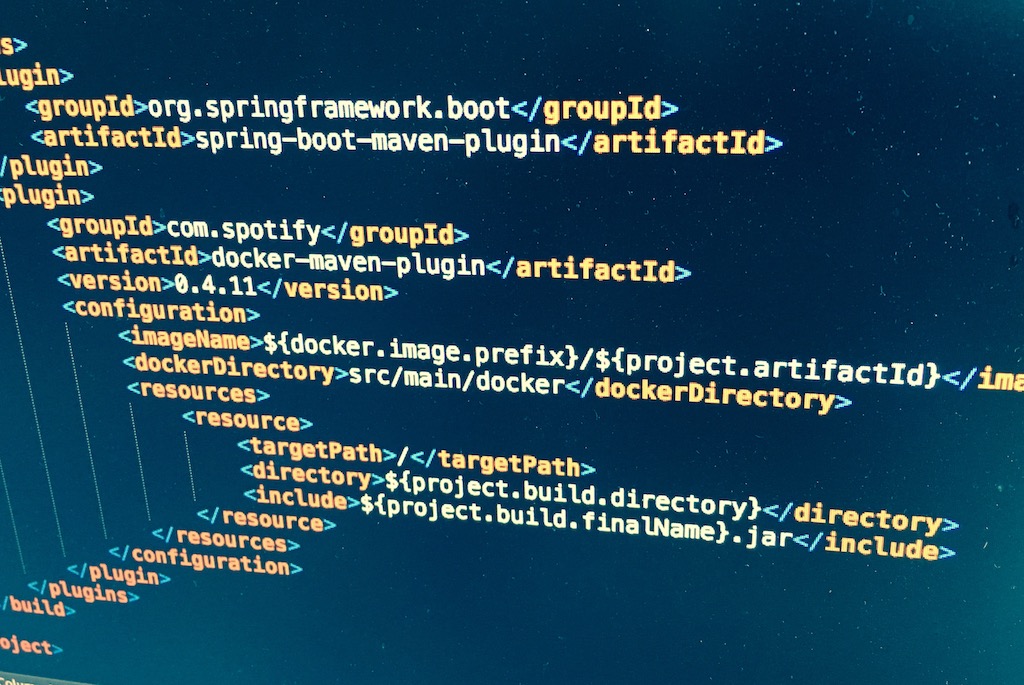 s>
lugin>
<groupId>org.springframework.boot</groupId>
<artifactId>spring-boot-maven-plugin</artifactId>
/plugin>
<plugin>
<groupId>com.spotify</groupId>
<artifactId>docker-maven-plugin</artifactId>
<version>0.4.11</version>
<configuration>
<imageName>${docker.image.prefix}/${project.artifactId}</ima
<dockerDirectory>src/main/docker</dockerDirectory>
<resources>
<resource>
<targetPath>/</targetPath>
<directory>${project.build.directory}</directory>
<include>${project.build.finalName}.jar</include>
</resource>
</resources>
</configuration>
</plugin>
</plugins>
/build>
oject>